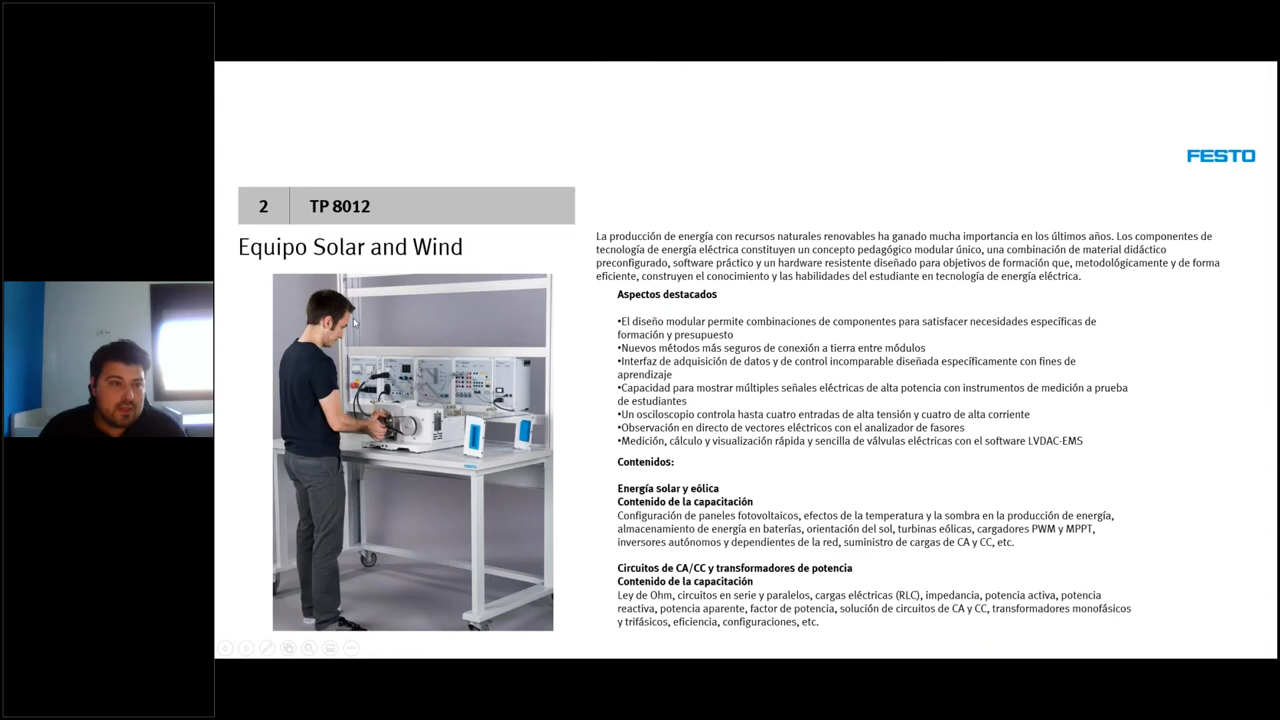 FESTO
2 TP 8012
Equipo Solar and Wind
La producción de energía con recursos naturales renovables ha ganado mucha importancia en los últimos años. Los componentes de
tecnología de energía eléctrica constituyen un concepto pedagógico modular único, una combinación de material didáctico
preconfigurado, software práctico y un hardware resistente diseñado para objetivos de formación que, metodológicamente y de forma
eficiente, construyen el conocimiento y las habilidades del estudiante en tecnología de energía eléctrica.
Aspectos destacados
•El diseño modular permite combinaciones de componentes para satisfacer necesidades específicas de
formación y presupuesto
•Nuevos métodos más seguros de conexión a tierra entre módulos
•Interfaz de adquisición de datos y de control incomparable diseñada específicamente con fines de
aprendizaje
•Capacidad para mostrar múltiples señales eléctricas de alta potencia con instrumentos de medición a prueba
de estudiantes
•Un osciloscopio controla hasta cuatro entradas de alta tensión y cuatro de alta corriente
•Observación en directo de vectores eléctricos con el analizador de fasores
•Medición, cálculo y visualización rápida y sencilla de válvulas eléctricas con el software LVDAC-EMS
Contenidos:
Energía solar y eólica
Contenido de la capacitación
Configuración de paneles fotovoltaicos, efectos de la temperatura y la sombra en la producción de energía,
almacenamiento de energía en baterías, orientación del sol, turbinas eólicas, cargadores PWM y MPPT,
inversores autónomos y dependientes de la red, suministro de cargas de CA y CC, etc.
Circuitos de CA/CC y transformadores de potencia
Contenido de la capacitación
Ley de Ohm, circuitos en serie y paralelos, cargas eléctricas (RLC), impedancia, potencia activa, potencia
reactiva, potencia aparente, factor de potencia, solución de circuitos de CA y CC, transformadores monofásicos
y trifásicos, eficiencia, configuraciones, etc.
FESTO